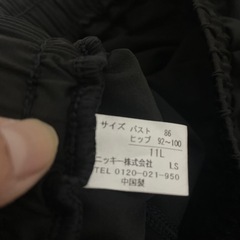 サイズ バスト 86
ヒップ 92〜100
11L
ニッキー株式会社 I.S
TEL 0120-021-950
中国製